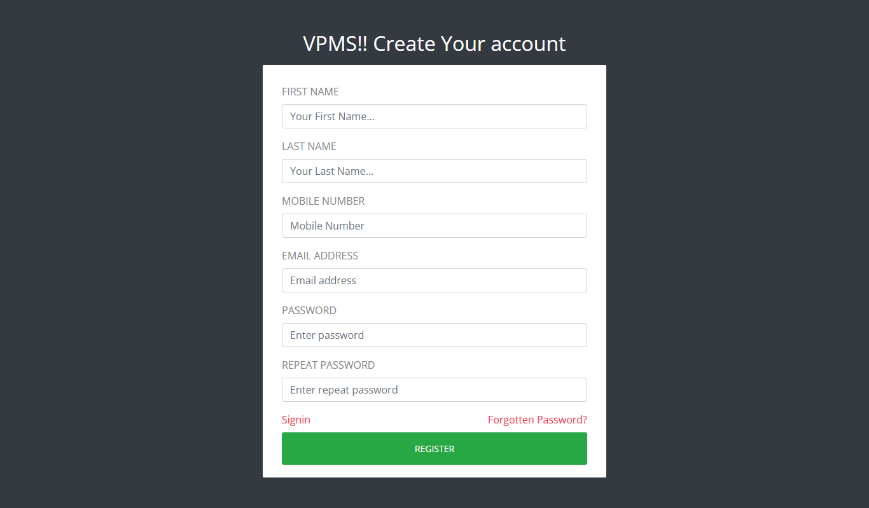 VPMS!! Create Your account
FIRST NAME
Your First Name...
LAST NAME
Your Last Name...
MOBILE NUMBER
Mobile Number
EMAIL ADDRESS
Email address
PASSWORD
Enter password
REPEAT PASSWORD
Enter repeat password
Signin Forgotten Password?
REGISTER